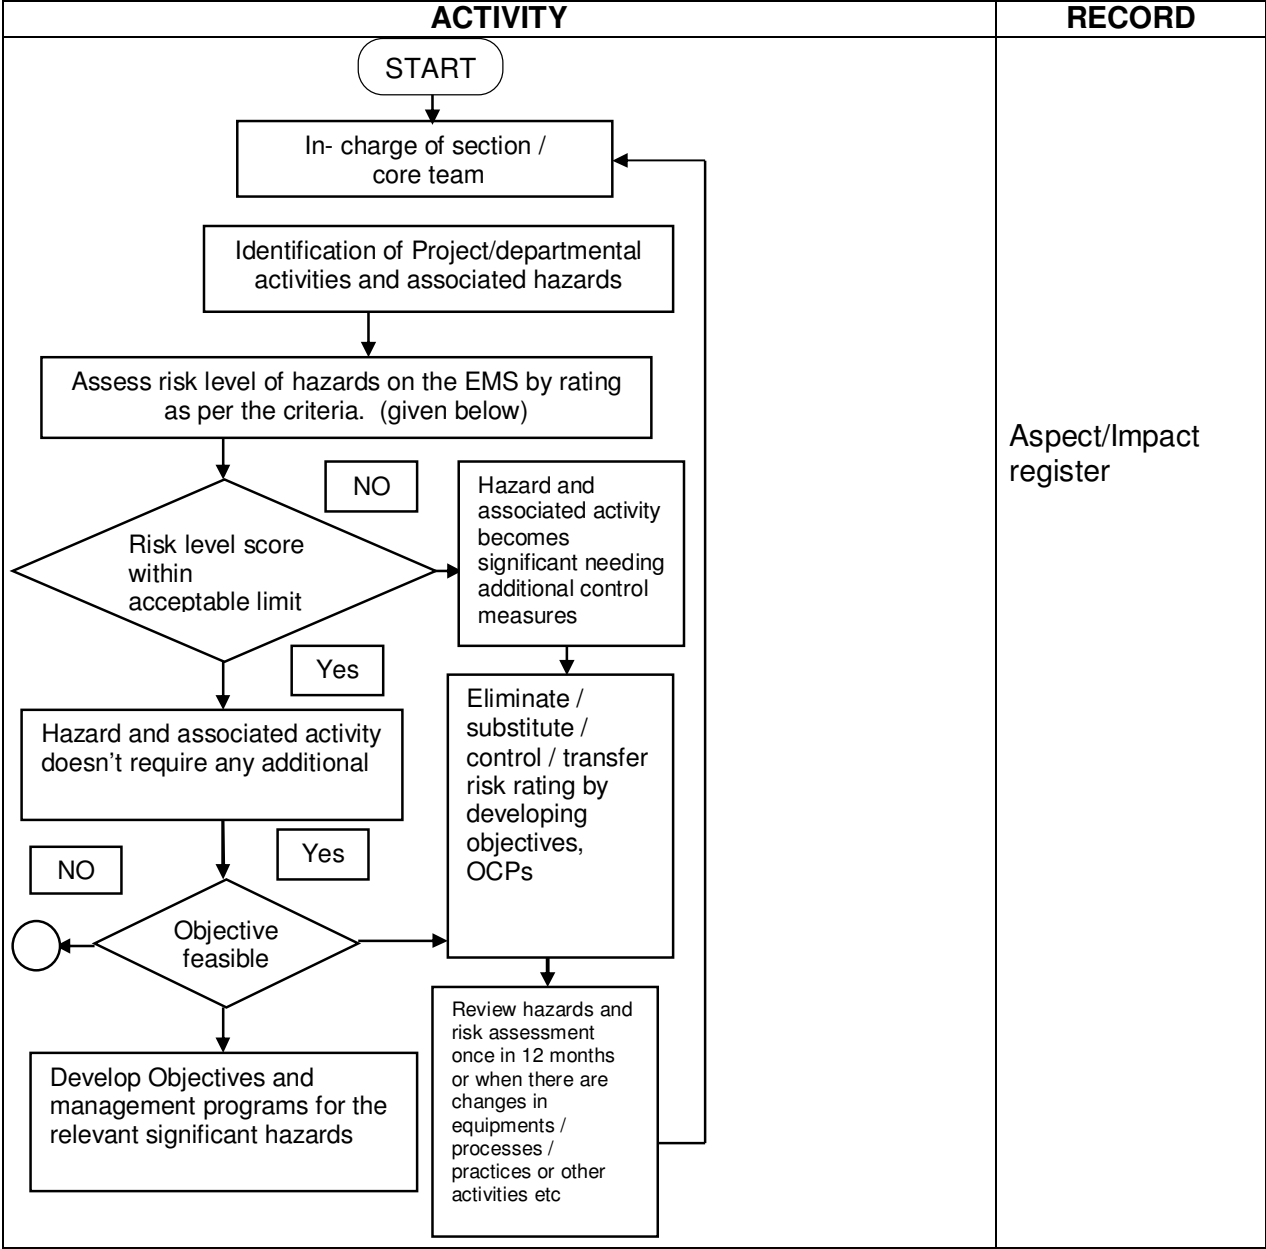 ACTIVITY
RECORD
START
In- charge of section /
core team
Identification of Project/departmental
activities and associated hazards
Assess risk level of hazards on the EMS by rating
as per the criteria.  (given below)
Aspect/Impact
register
NO
Hazard and
associated activity
becomes
significant needing
additional control
measures
Risk level score
within
acceptable limit
Yes
Hazard and associated activity
doesn't require any additional
Eliminate /
substitute /
control / transfer
risk rating by
developing
objectives,
OCPs
Yes
NO
Objective
feasible
Develop Objectives and
management programs for the
relevant significant hazards
Review hazards and
risk assessment
once in 12 months
or when there are
changes in
equipments /
processes /
practices or other
activities etc